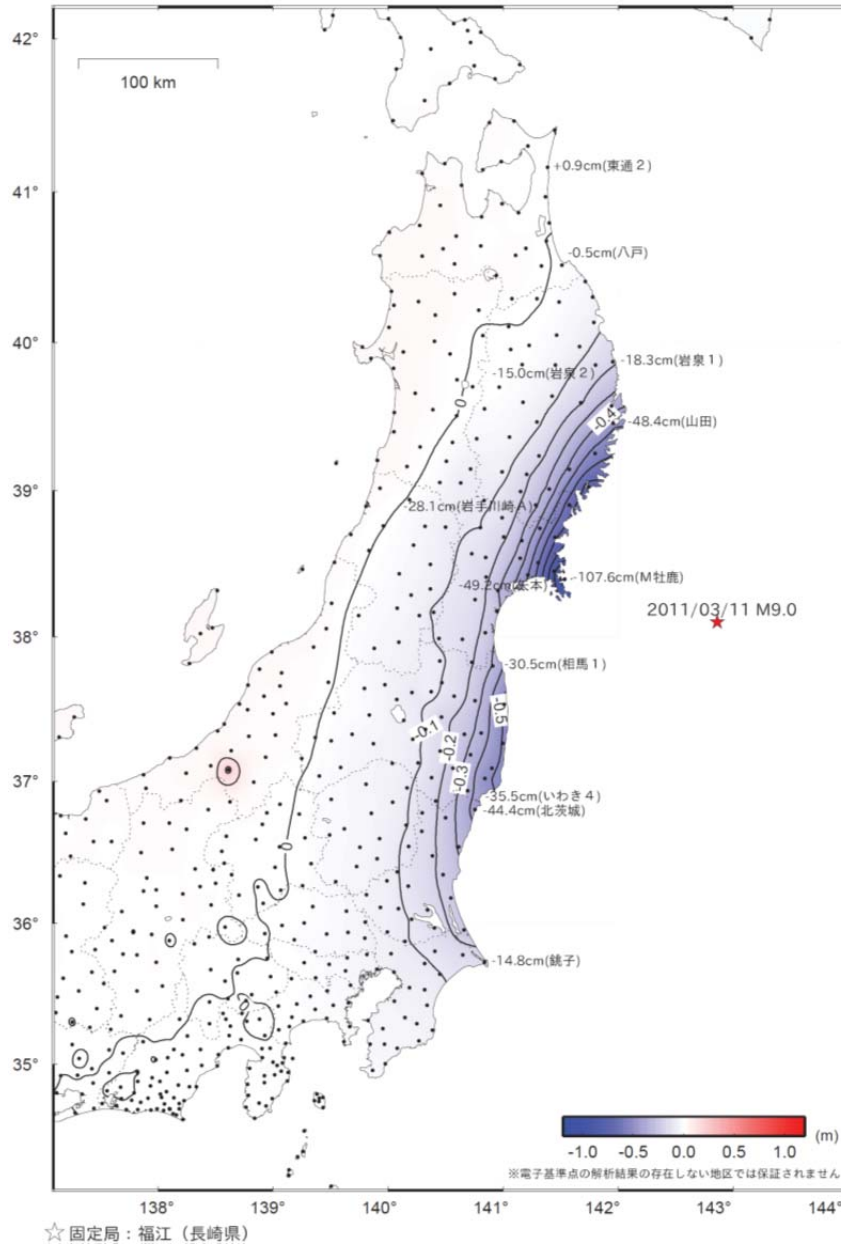 42°
100 km
41°
+0.9cm(東通２)
-0.5cm(八戸)
40°
-18.3cm(岩泉１)
-15.0cm(岩泉２)
0
-0.4
-48.4cm(山田)
39°
-28.1cm(岩手川崎Ａ)
-107.6cm(M牡鹿)
-49.2cm(矢本)
2011/03/11 M9.0
38°
-30.5cm(相馬１)
-0.5
-0.1
-0.2
-0.3
37°
-35.5cm(いわき４)
-44.4cm(北茨城)
0
36°
-14.8cm(銚子)
0
35°
-1.0 -0.5 0.0 0.5 1.0 (m)
※電子基準点の解析結果の存在しない地区では保証されません
138° 139° 140° 141° 142° 143° 144°
☆ 固定局：福江（長崎県）